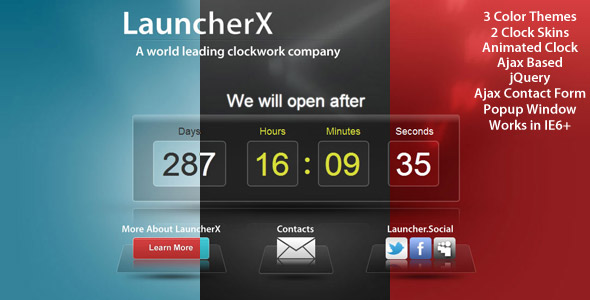 LauncherX
A world leading clockwork company
3 Color Themes
2 Clock Skins
Animated Clock
Ajax Based
jQuery
Ajax Contact Form
Popup Window
Works in IE6+
We will open after
Days Hours Minutes Seconds
287 16 : 09 35
More About LauncherX Contacts Launcher.Social
Learn More
f